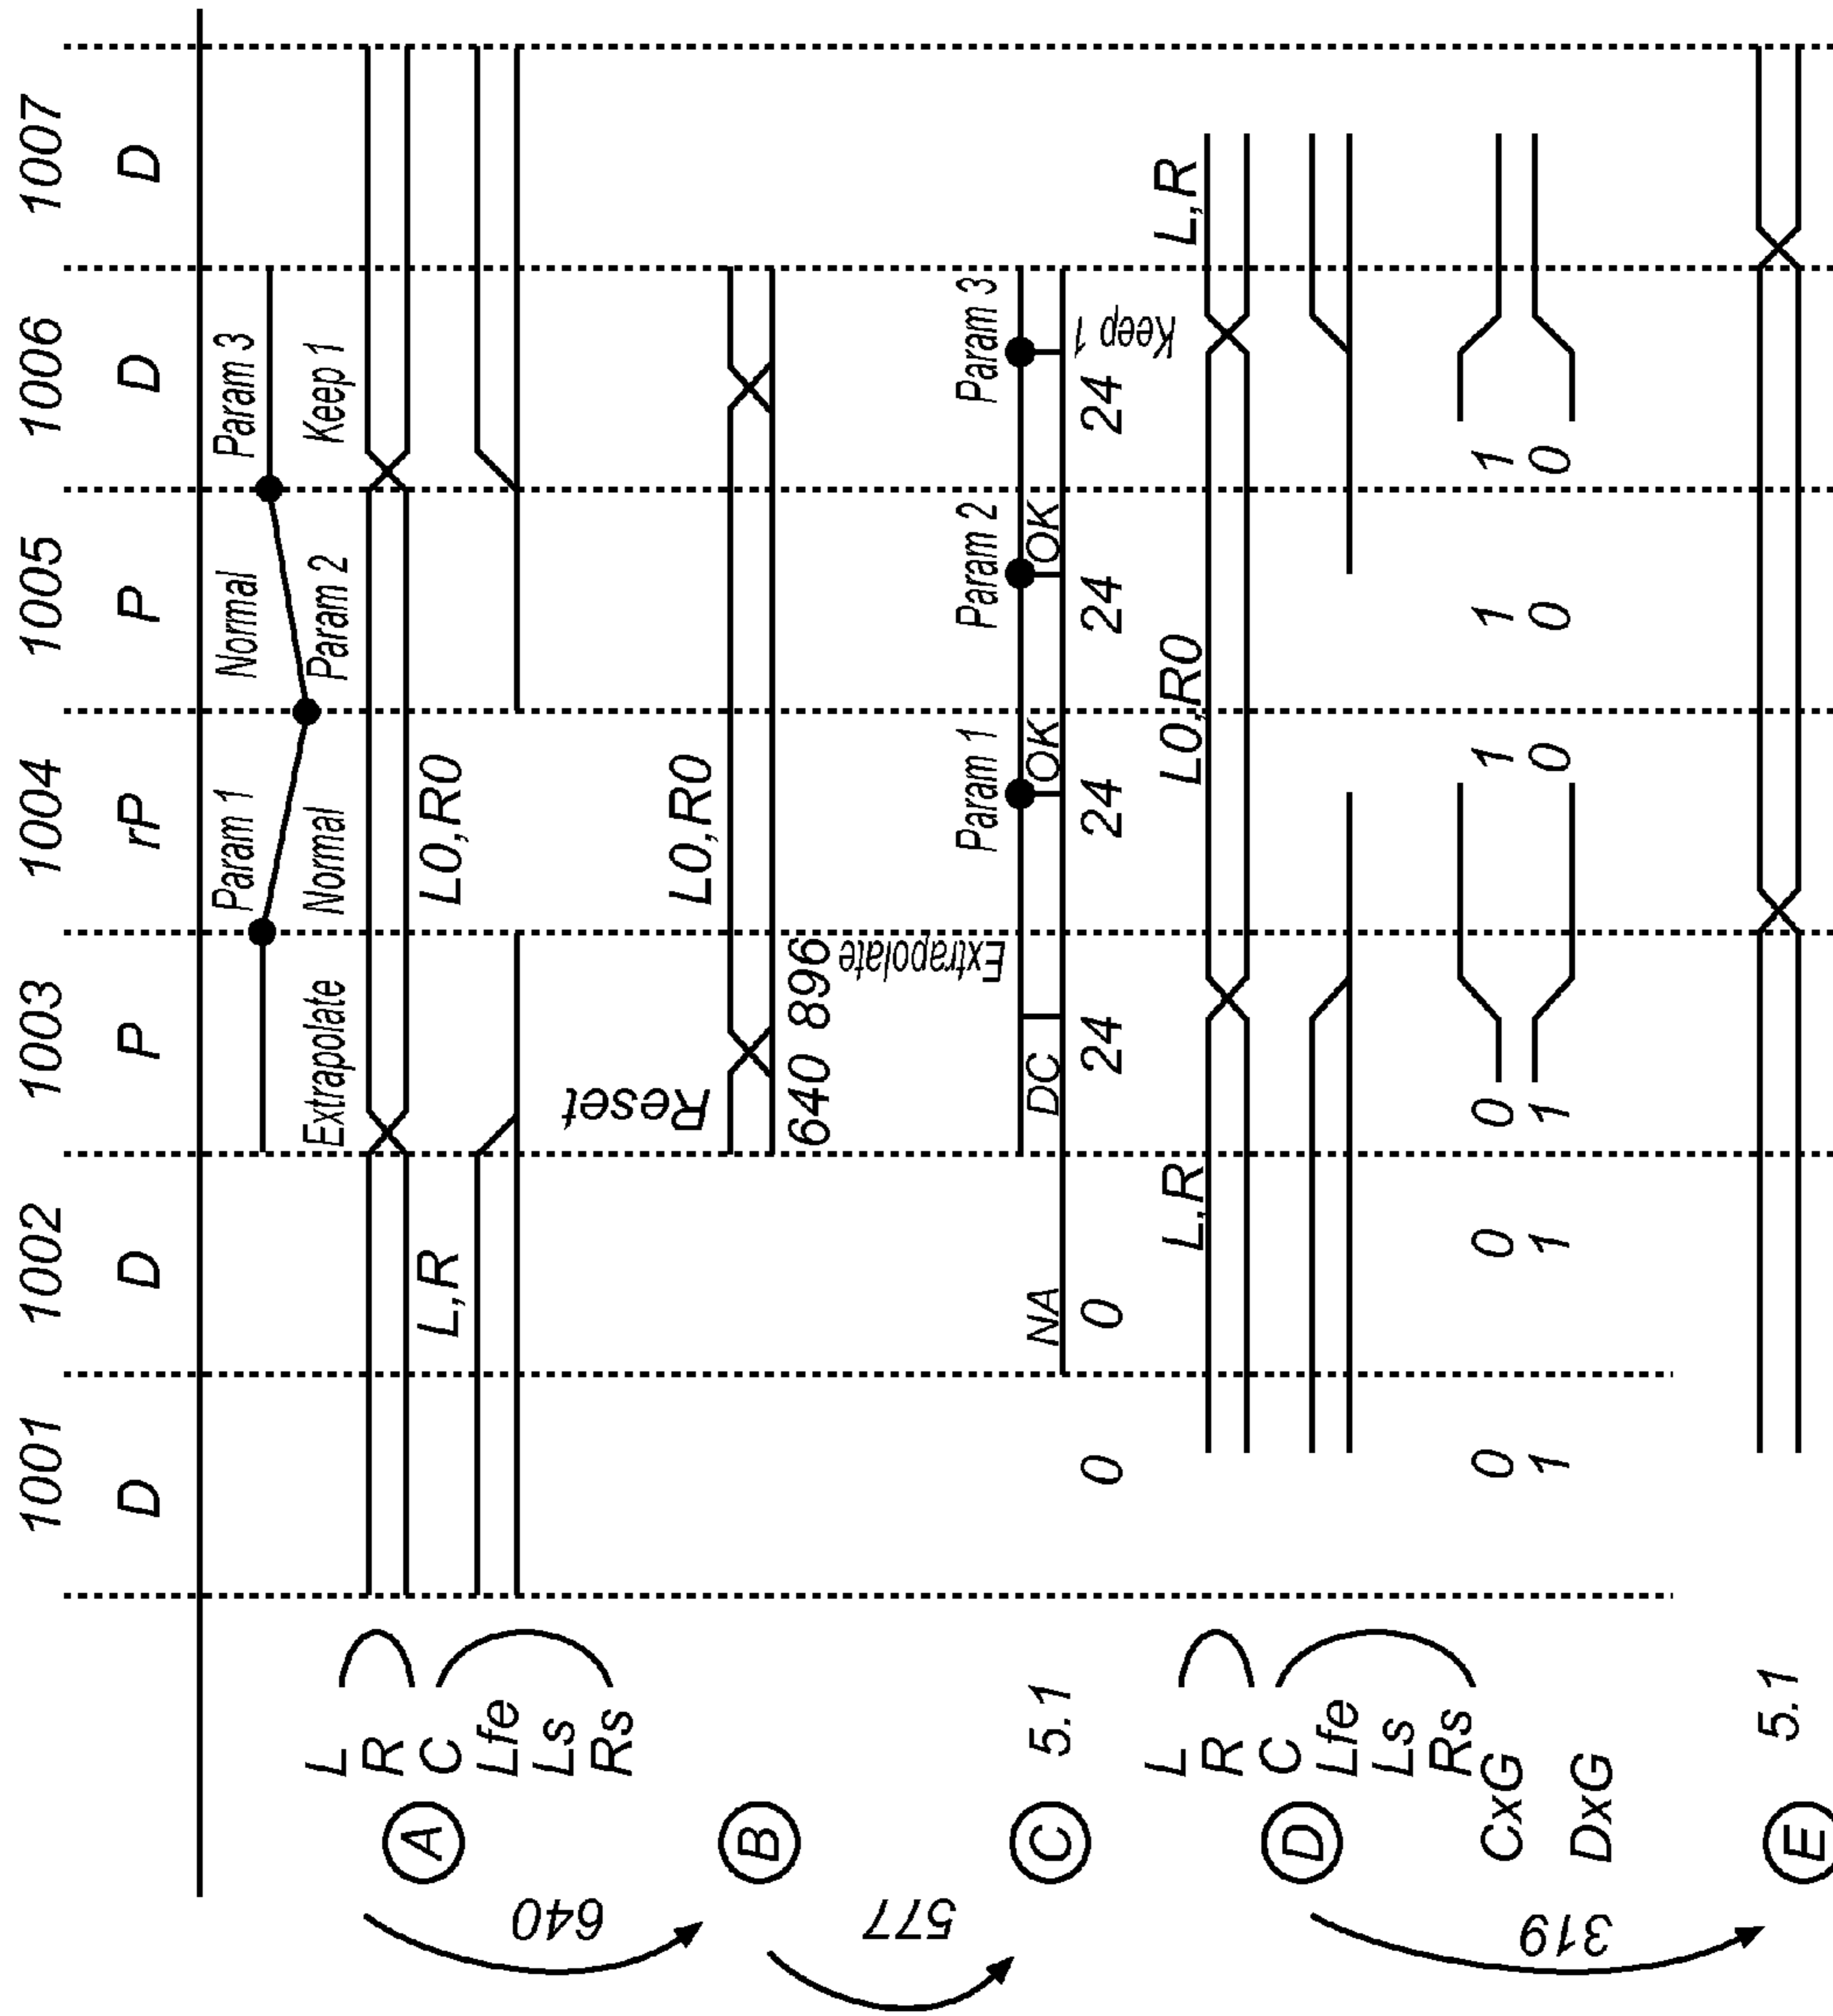 1001 1002 1003 1004 1005 1006 1007
D D P rP P D D
Param 1 Normal Param 3
Extrapolate Normal Param 2 Keep 1
L
R
A
C L,R L0,R0
Lfe
Ls
Rs
640
Reset
L0,R0
B
640 896
577
Extrapolate
Param 1 Param 2 Param 3
C 5.1 NA DC OK OK
0 0 24 24 24 24
Keep 1
L L,R L0,R0 L,R
R
C
D
Lfe
Ls
Rs
CxG 0 0 0 1 1 1
DxG 1 1 1 0 0 0
319
E 5.1